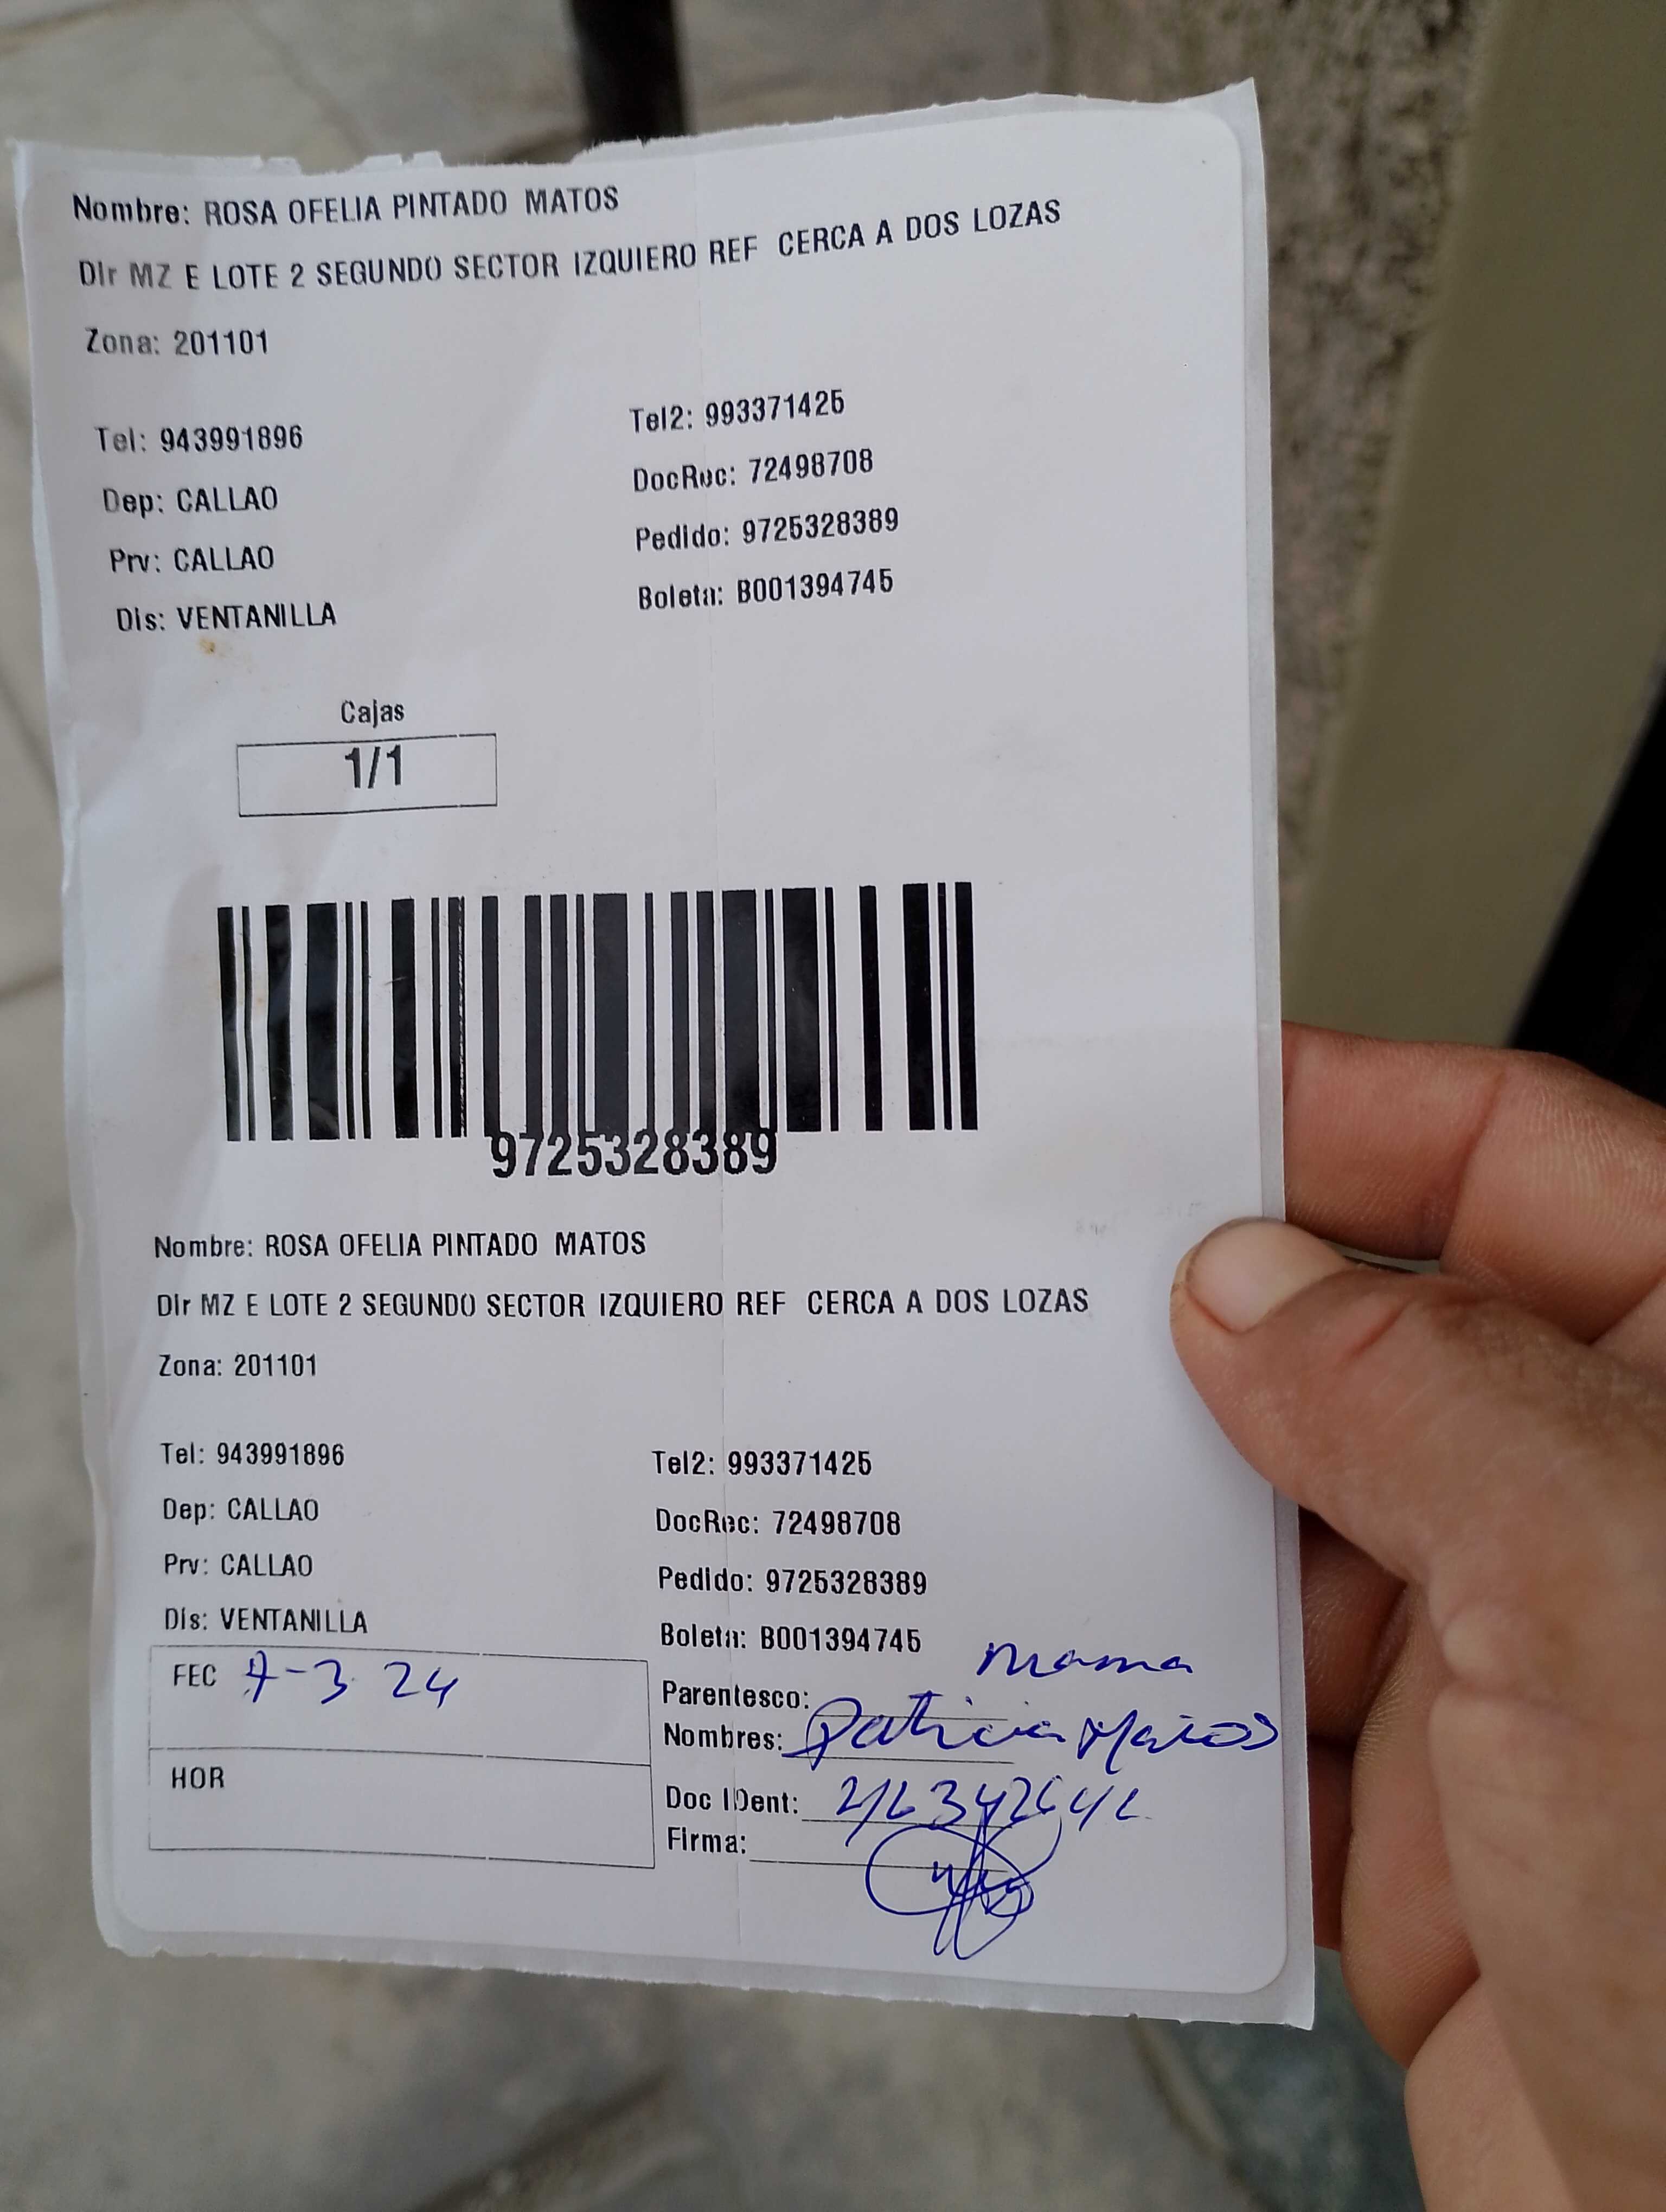 Nombre: ROSA OFELIA PINTADO MATOS
Dir MZ E LOTE 2 SEGUNDO SECTOR IZQUIERO REF CERCA A DOS LOZAS
Zona: 201101
Tel: 943991896 Tel2: 993371425
Dep: CALLAO DocRec: 72498708
Prv: CALLAO Pedido: 9725328389
Dis: VENTANILLA Boleta: B001394745
Cajas
1/1
9725328389
Nombre: ROSA OFELIA PINTADO MATOS
Dir MZ E LOTE 2 SEGUNDO SECTOR IZQUIERO REF CERCA A DOS LOZAS
Zona: 201101
Tel: 943991896 Tel2: 993371425
Dep: CALLAO DocRec: 72498708
Prv: CALLAO Pedido: 9725328389
Dis: VENTANILLA Boleta: B001394745
FEC 7-3 24 Parentesco: mama
Nombres: Patricia Matos
HOR Doc IDent:
Firma: